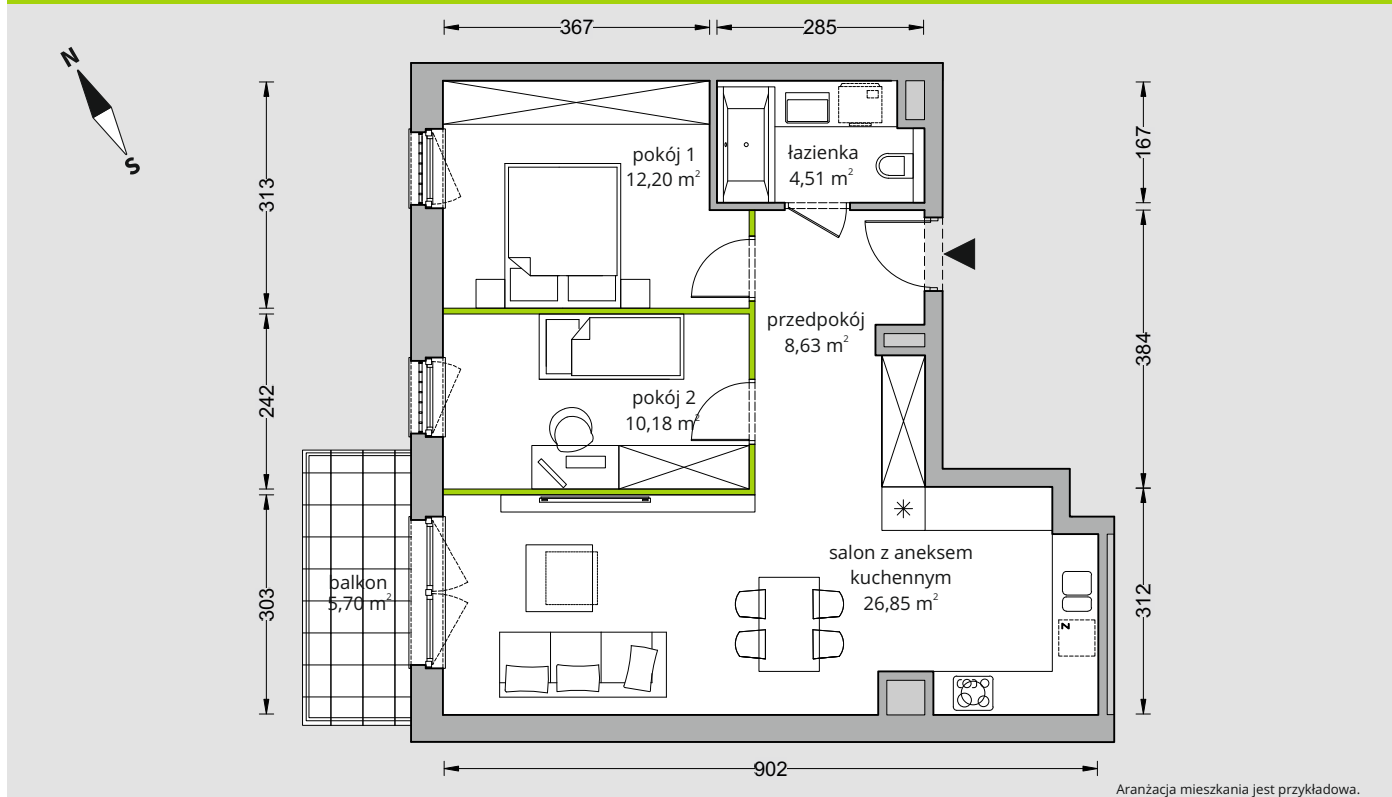 367
285
N
S
313
242
303
167
384
312
pokój 1
12,20 m²
łazienka
4,51 m²
przedpokój
8,63 m²
pokój 2
10,18 m²
balkon
5,70 m²
salon z aneksem
kuchennym
26,85 m²
Z
902
Aranżacja mieszkania jest przykładowa.